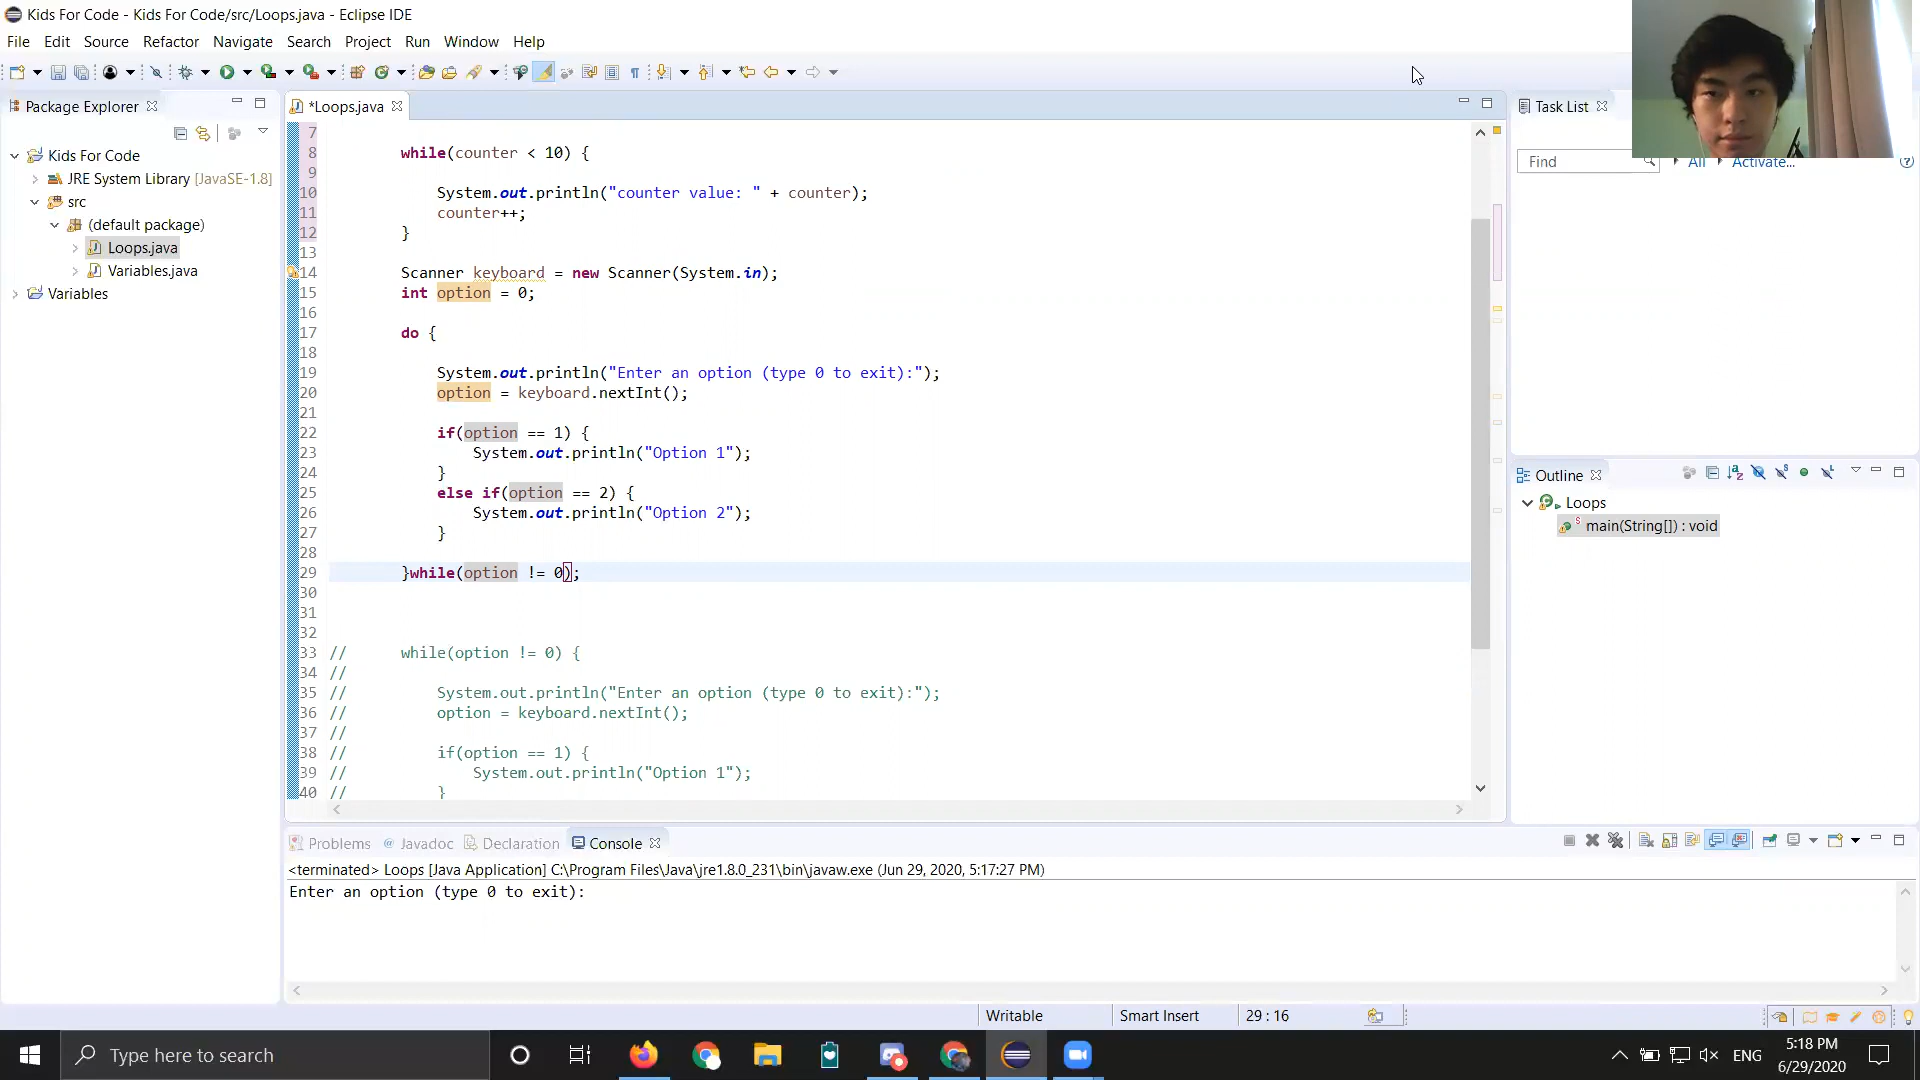 Kids For Code - Kids For Code/src/Loops.java - Eclipse IDE
File Edit Source Refactor Navigate Search Project Run Window Help
Package Explorer
Kids For Code
JRE System Library [JavaSE-1.8]
src
(default package)
Loops.java
Variables.java
Variables
*Loops.java
7
8 while(counter < 10) {
9
10 System.out.println("counter value: " + counter);
11 counter++;
12 }
13
14 Scanner keyboard = new Scanner(System.in);
15 int option = 0;
16
17 do {
18
19 System.out.println("Enter an option (type 0 to exit):");
20 option = keyboard.nextInt();
21
22 if(option == 1) {
23 System.out.println("Option 1");
24 }
25 else if(option == 2) {
26 System.out.println("Option 2");
27 }
28
29 }while(option != 0);
30
31
32
33 // while(option != 0) {
34 //
35 // System.out.println("Enter an option (type 0 to exit):");
36 // option = keyboard.nextInt();
37 //
38 // if(option == 1) {
39 // System.out.println("Option 1");
40 // }
Task List
Find All Activate...
Outline
Loops
main(String[]) : void
Problems @ Javadoc Declaration Console
<terminated> Loops [Java Application] C:\Program Files\Java\jre1.8.0_231\bin\javaw.exe (Jun 29, 2020, 5:17:27 PM)
Enter an option (type 0 to exit):
Writable Smart Insert 29 : 16
Type here to search
ENG
5:18 PM
6/29/2020